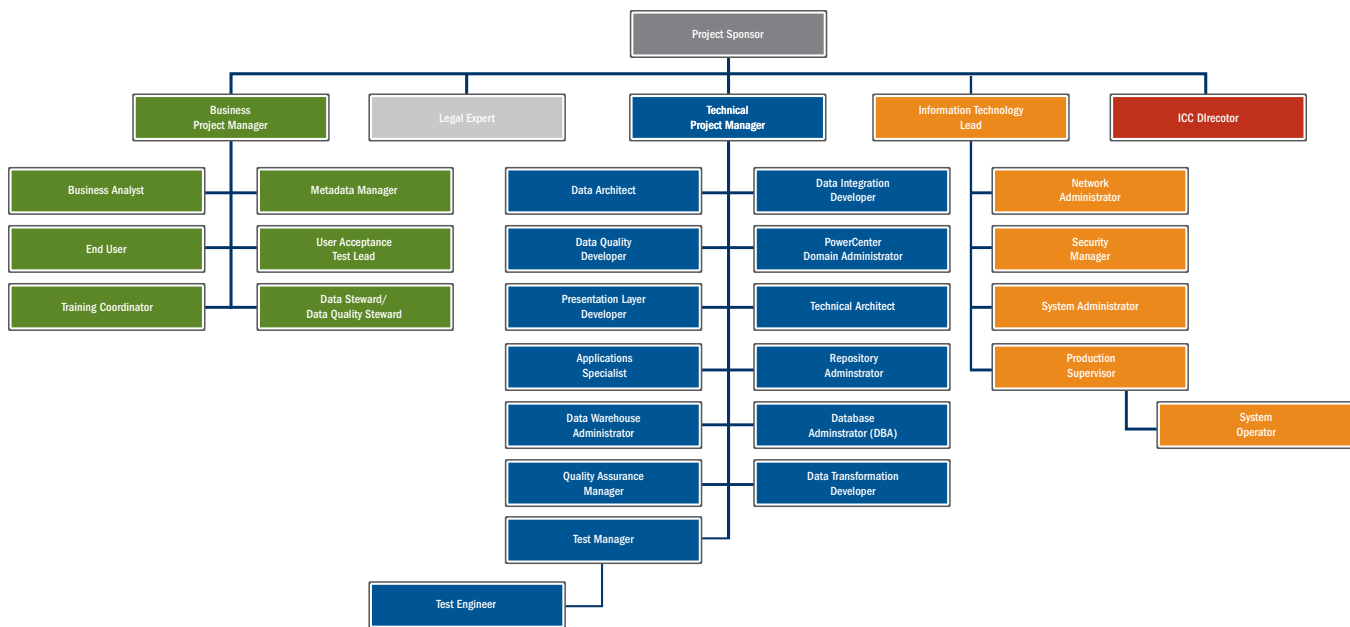 Project Sponsor
Business
Project Manager
Legal Expert
Technical
Project Manager
Information Technology
Lead
ICC DIrecotor
Business Analyst
Metadata Manager
Data Architect
Data Integration
Developer
Network
Administrator
End User
User Acceptance
Test Lead
Data Quality
Developer
PowerCenter
Domain Administrator
Security
Manager
Training Coordinator
Data Steward/
Data Quality Steward
Presentation Layer
Developer
Technical Architect
System Administrator
Applications
Specialist
Repository
Adminstrator
Production
Supervisor
Data Warehouse
Administrator
Database
Adminstrator (DBA)
System
Operator
Quality Assurance
Manager
Data Transformation
Developer
Test Manager
Test Engineer